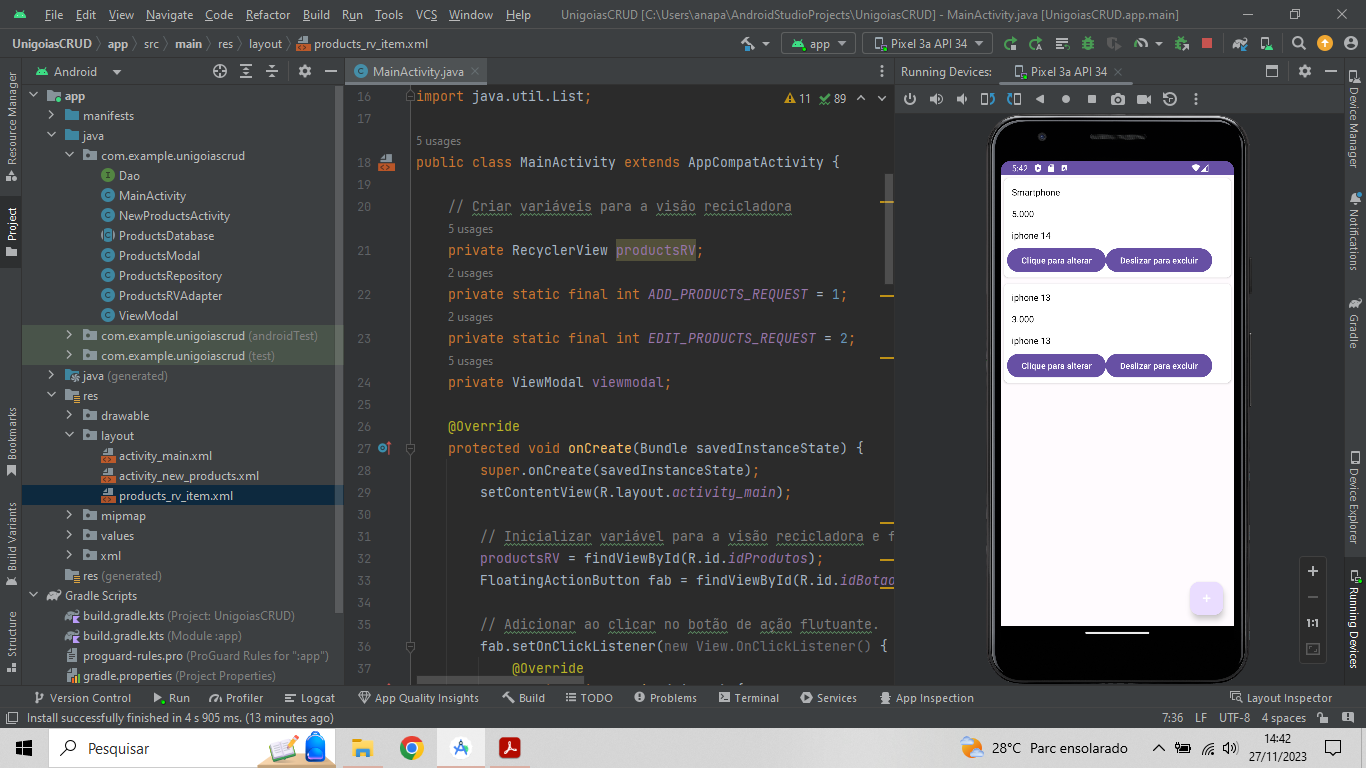 File Edit View Navigate Code Refactor Build Run Tools VCS Window Help UnigoiasCRUD [C:\Users\anapa\AndroidStudioProjects\UnigoiasCRUD] - MainActivity.java [UnigoiasCRUD.app.main]
UnigoiasCRUD app src main res layout products_rv_item.xml app Pixel 3a API 34
Android
MainActivity.java
Running Devices: Pixel 3a API 34
Resource Manager
Project
Bookmarks
Build Variants
Structure
app
manifests
java
com.example.unigoiascrud
Dao
MainActivity
NewProductsActivity
ProductsDatabase
ProductsModal
ProductsRepository
ProductsRVAdapter
ViewModal
com.example.unigoiascrud (androidTest)
com.example.unigoiascrud (test)
java (generated)
res
drawable
layout
activity_main.xml
activity_new_products.xml
products_rv_item.xml
mipmap
values
xml
res (generated)
Gradle Scripts
build.gradle.kts (Project: UnigoiasCRUD)
build.gradle.kts (Module :app)
proguard-rules.pro (ProGuard Rules for ":app")
gradle.properties (Project Properties)
11 89
16 import java.util.List;
17
5 usages
18 public class MainActivity extends AppCompatActivity {
19
20 // Criar variáveis para a visão recicladora
5 usages
21 private RecyclerView productsRV;
2 usages
22 private static final int ADD_PRODUCTS_REQUEST = 1;
2 usages
23 private static final int EDIT_PRODUCTS_REQUEST = 2;
5 usages
24 private ViewModal viewmodal;
25
26 @Override
27 protected void onCreate(Bundle savedInstanceState) {
28 super.onCreate(savedInstanceState);
29 setContentView(R.layout.activity_main);
30
31 // Inicializar variável para a visão recicladora e f
32 productsRV = findViewById(R.id.idProdutos);
33 FloatingActionButton fab = findViewById(R.id.idBotao
34
35 // Adicionar ao clicar no botão de ação flutuante.
36 fab.setOnClickListener(new View.OnClickListener() {
37 @Override
5:42
Smartphone
5.000
iphone 14
Clique para alterar Deslizar para excluir
iphone 13
3.000
iphone 13
Clique para alterar Deslizar para excluir
+
1:1
Device Manager
Notifications
Gradle
Device Explorer
Running Devices
Version Control Run Profiler Logcat App Quality Insights Build TODO Problems Terminal Services App Inspection Layout Inspector
Install successfully finished in 4 s 905 ms. (13 minutes ago) 7:36 LF UTF-8 4 spaces
Pesquisar 28°C Parc ensolarado 14:42
27/11/2023